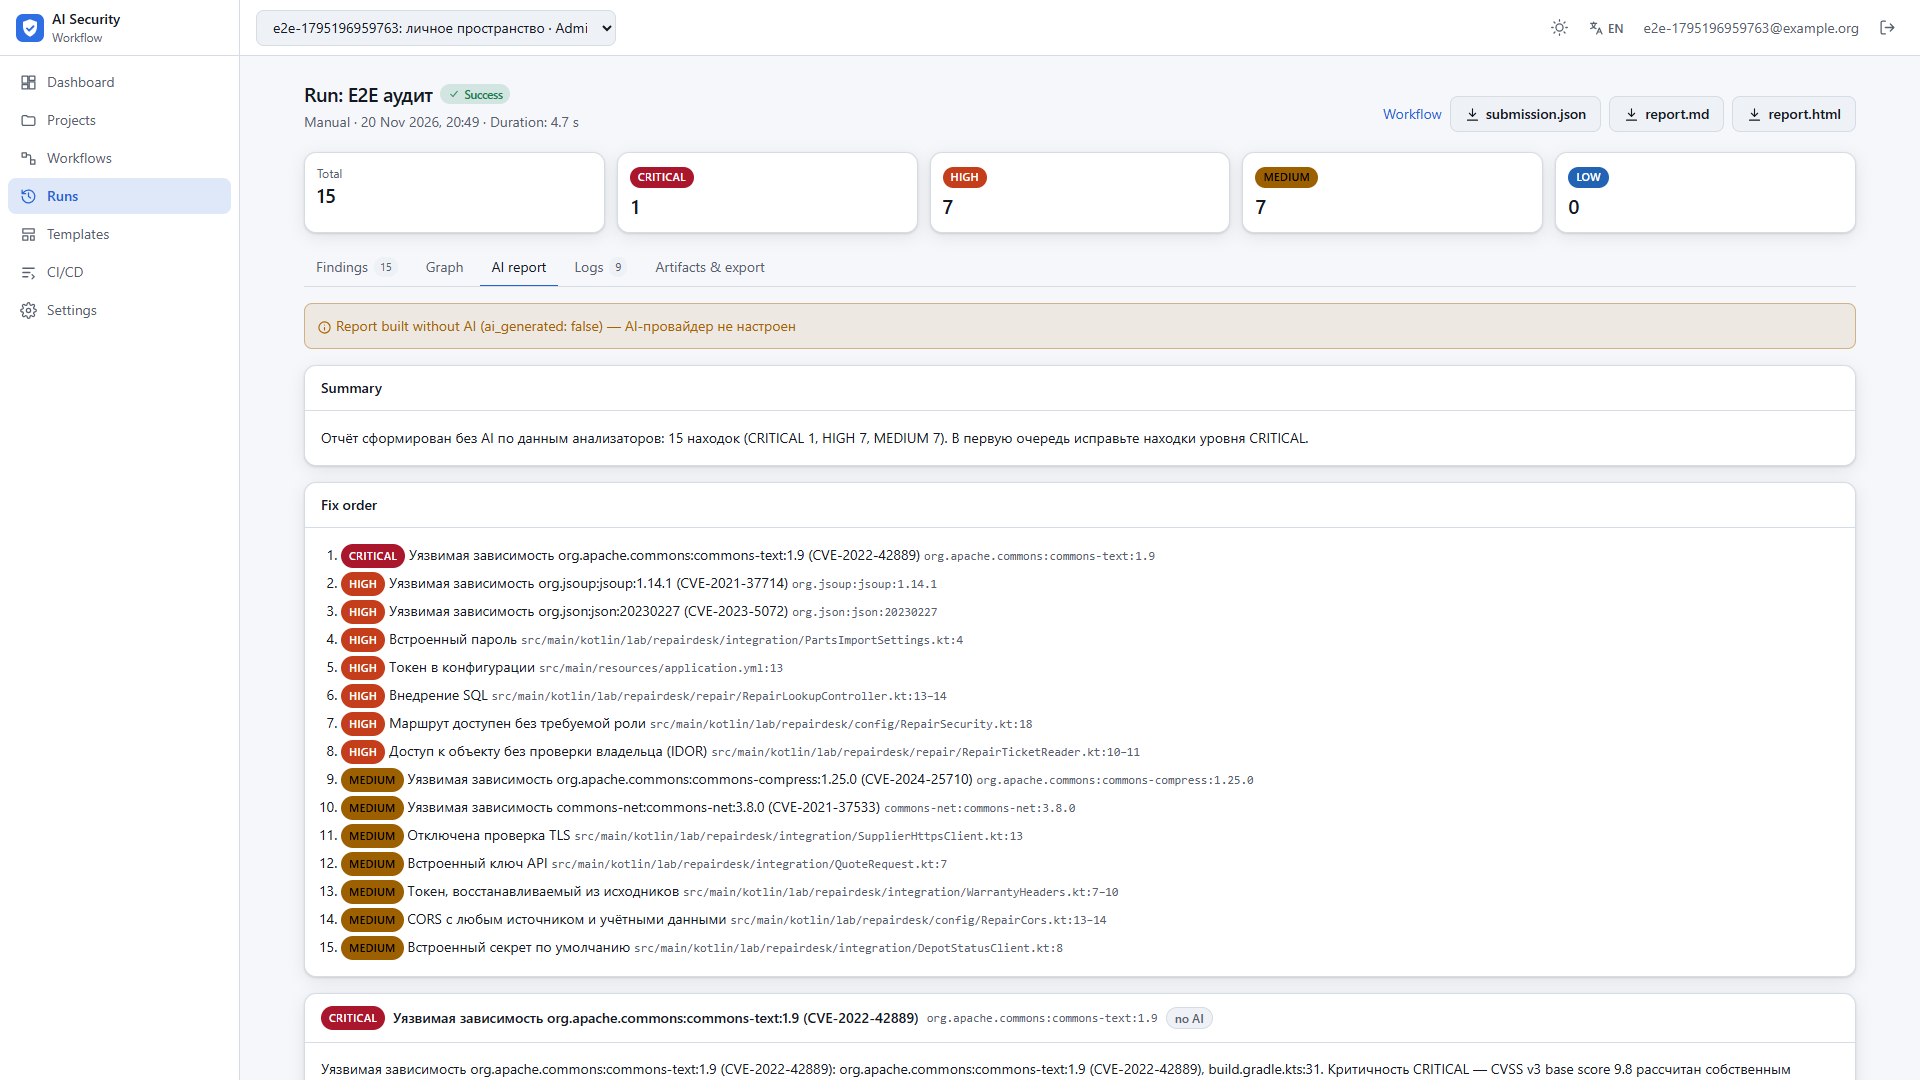 AI Security
Workflow
e2e-1795196959763: личное пространство · Admi
EN
e2e-1795196959763@example.org
Dashboard
Projects
Workflows
Runs
Templates
CI/CD
Settings
Run: E2E аудит
Success
Manual · 20 Nov 2026, 20:49 · Duration: 4.7 s
Workflow
submission.json
report.md
report.html
Total
15
CRITICAL
1
HIGH
7
MEDIUM
7
LOW
0
Findings 15
Graph
AI report
Logs 9
Artifacts & export
Report built without AI (ai_generated: false) — AI-провайдер не настроен
Summary
Отчёт сформирован без AI по данным анализаторов: 15 находок (CRITICAL 1, HIGH 7, MEDIUM 7). В первую очередь исправьте находки уровня CRITICAL.
Fix order
1. CRITICAL Уязвимая зависимость org.apache.commons:commons-text:1.9 (CVE-2022-42889) org.apache.commons:commons-text:1.9
2. HIGH Уязвимая зависимость org.jsoup:jsoup:1.14.1 (CVE-2021-37714) org.jsoup:jsoup:1.14.1
3. HIGH Уязвимая зависимость org.json:json:20230227 (CVE-2023-5072) org.json:json:20230227
4. HIGH Встроенный пароль src/main/kotlin/lab/repairdesk/integration/PartsImportSettings.kt:4
5. HIGH Токен в конфигурации src/main/resources/application.yml:13
6. HIGH Внедрение SQL src/main/kotlin/lab/repairdesk/repair/RepairLookupController.kt:13–14
7. HIGH Маршрут доступен без требуемой роли src/main/kotlin/lab/repairdesk/config/RepairSecurity.kt:18
8. HIGH Доступ к объекту без проверки владельца (IDOR) src/main/kotlin/lab/repairdesk/repair/RepairTicketReader.kt:10–11
9. MEDIUM Уязвимая зависимость org.apache.commons:commons-compress:1.25.0 (CVE-2024-25710) org.apache.commons:commons-compress:1.25.0
10. MEDIUM Уязвимая зависимость commons-net:commons-net:3.8.0 (CVE-2021-37533) commons-net:commons-net:3.8.0
11. MEDIUM Отключена проверка TLS src/main/kotlin/lab/repairdesk/integration/SupplierHttpsClient.kt:13
12. MEDIUM Встроенный ключ API src/main/kotlin/lab/repairdesk/integration/QuoteRequest.kt:7
13. MEDIUM Токен, восстанавливаемый из исходников src/main/kotlin/lab/repairdesk/integration/WarrantyHeaders.kt:7–10
14. MEDIUM CORS с любым источником и учётными данными src/main/kotlin/lab/repairdesk/config/RepairCors.kt:13–14
15. MEDIUM Встроенный секрет по умолчанию src/main/kotlin/lab/repairdesk/integration/DepotStatusClient.kt:8
CRITICAL Уязвимая зависимость org.apache.commons:commons-text:1.9 (CVE-2022-42889) org.apache.commons:commons-text:1.9 no AI
Уязвимая зависимость org.apache.commons:commons-text:1.9 (CVE-2022-42889): org.apache.commons:commons-text:1.9 (CVE-2022-42889), build.gradle.kts:31. Критичность CRITICAL — CVSS v3 base score 9.8 рассчитан собственным